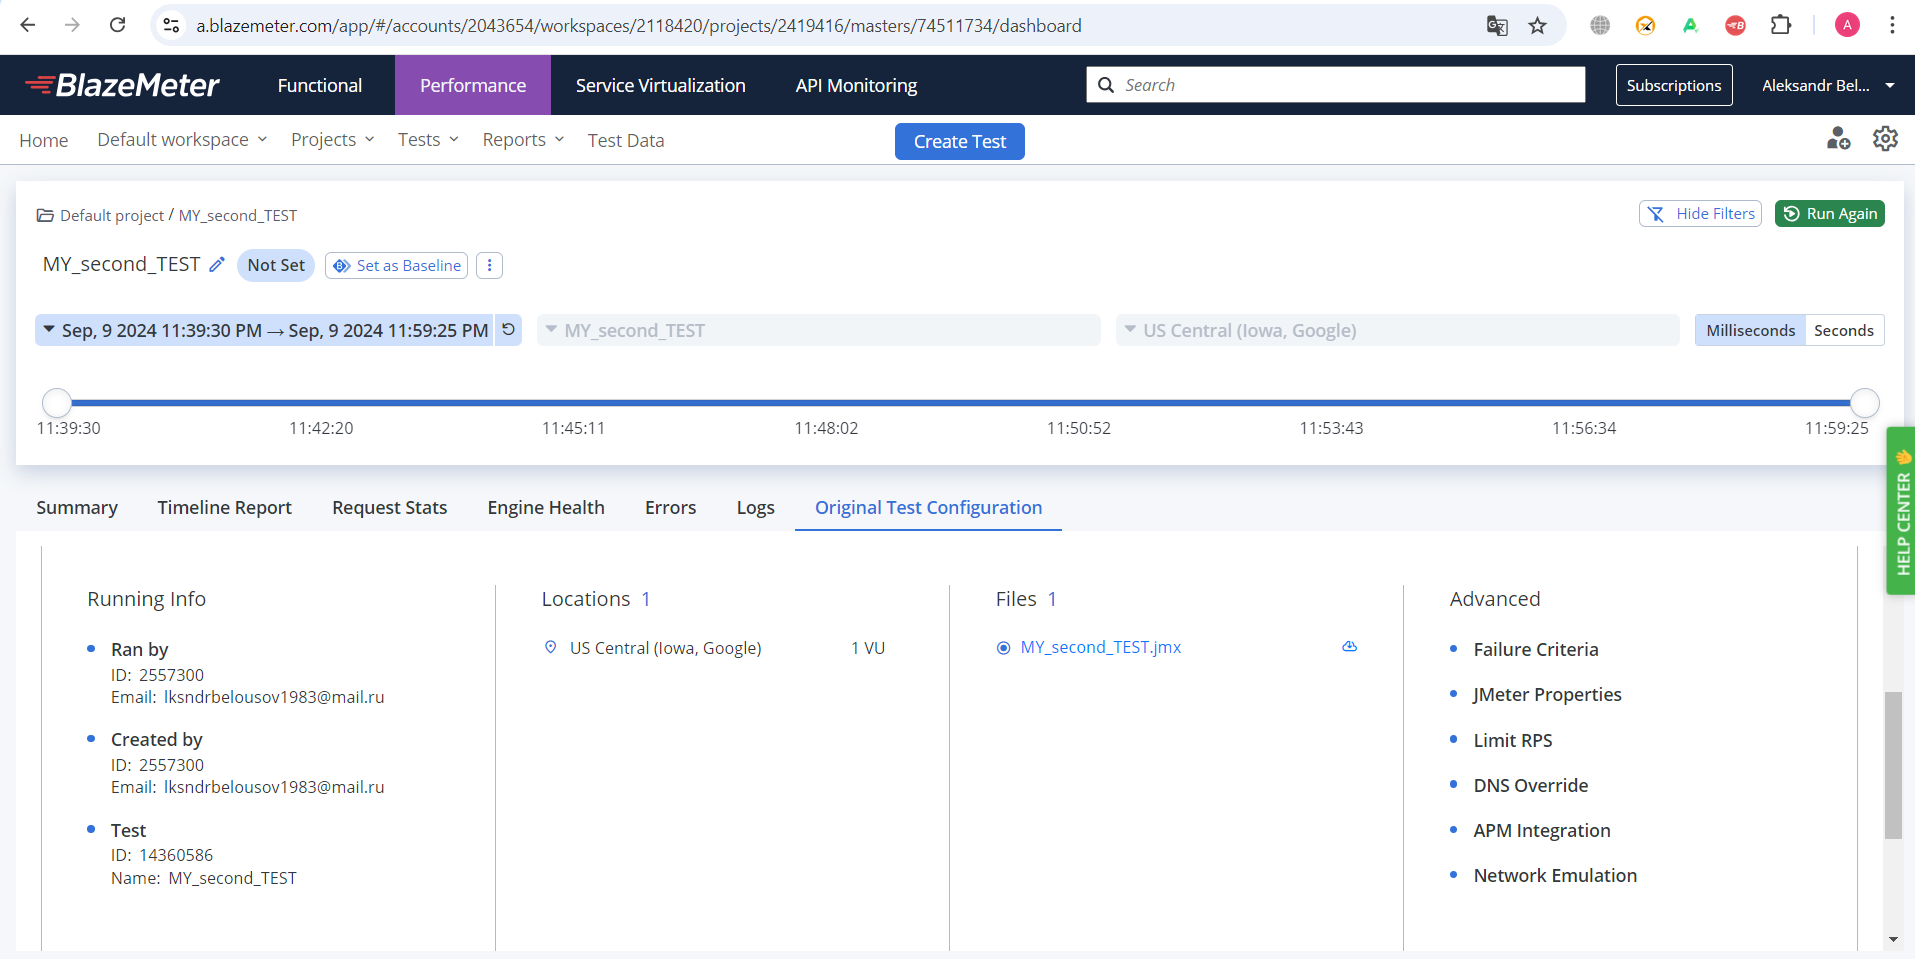 a.blazemeter.com/app/#/accounts/2043654/workspaces/2118420/projects/2419416/masters/74511734/dashboard
A
BlazeMeter
Functional
Performance
Service Virtualization
API Monitoring
Search
Subscriptions
Aleksandr Bel...
Home
Default workspace
Projects
Tests
Reports
Test Data
Create Test
Default project / MY_second_TEST
Hide Filters
Run Again
MY_second_TEST
Not Set
Set as Baseline
Sep, 9 2024 11:39:30 PM → Sep, 9 2024 11:59:25 PM
MY_second_TEST
US Central (Iowa, Google)
Milliseconds
Seconds
11:39:30
11:42:20
11:45:11
11:48:02
11:50:52
11:53:43
11:56:34
11:59:25
HELP CENTER
Summary
Timeline Report
Request Stats
Engine Health
Errors
Logs
Original Test Configuration
Running Info
Ran by
ID: 2557300
Email: lksndrbelousov1983@mail.ru
Created by
ID: 2557300
Email: lksndrbelousov1983@mail.ru
Test
ID: 14360586
Name: MY_second_TEST
Locations 1
US Central (Iowa, Google) 1 VU
Files 1
MY_second_TEST.jmx
Advanced
Failure Criteria
JMeter Properties
Limit RPS
DNS Override
APM Integration
Network Emulation